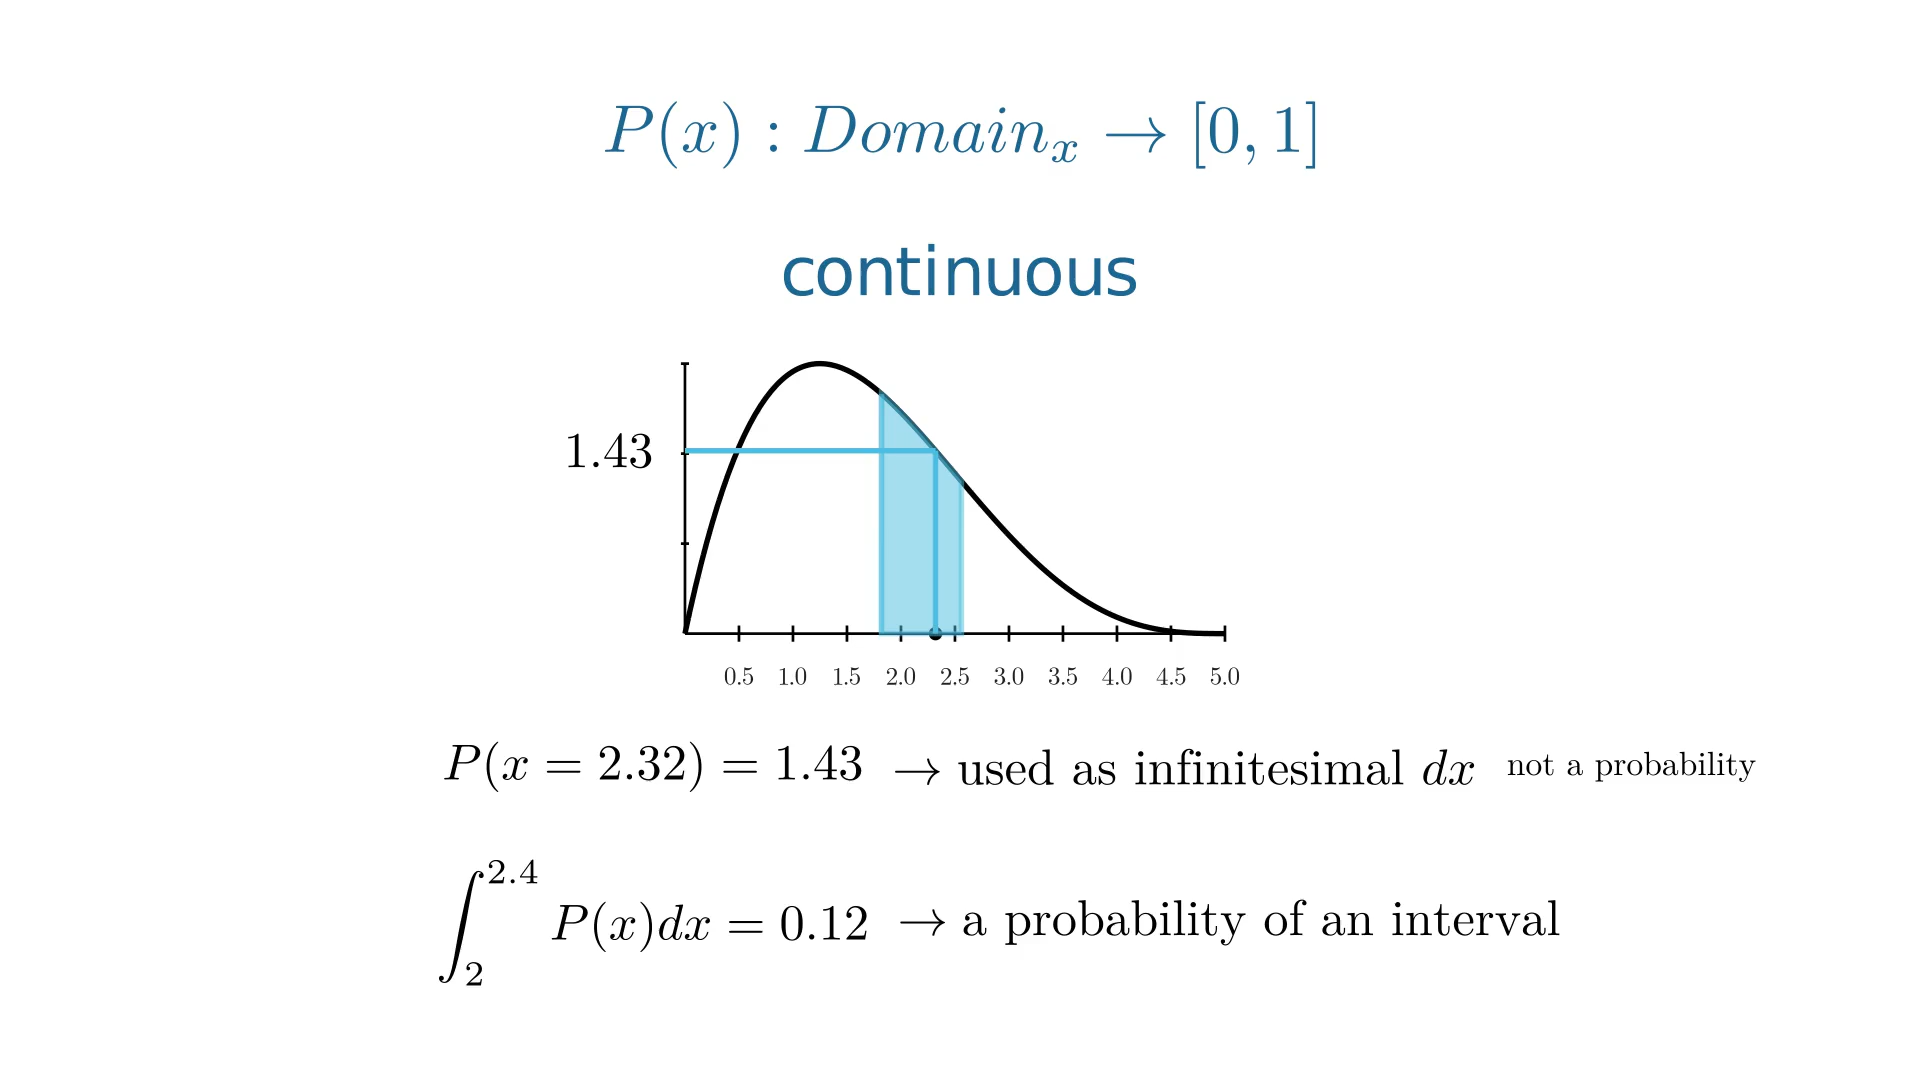 P(x) : Domainₓ → [0, 1]
continuous
1.43
0.5 1.0 1.5 2.0 2.5 3.0 3.5 4.0 4.5 5.0
P(x = 2.32) = 1.43 → used as infinitesimal dx not a probability
∫₂^2.4 P(x)dx = 0.12 → a probability of an interval